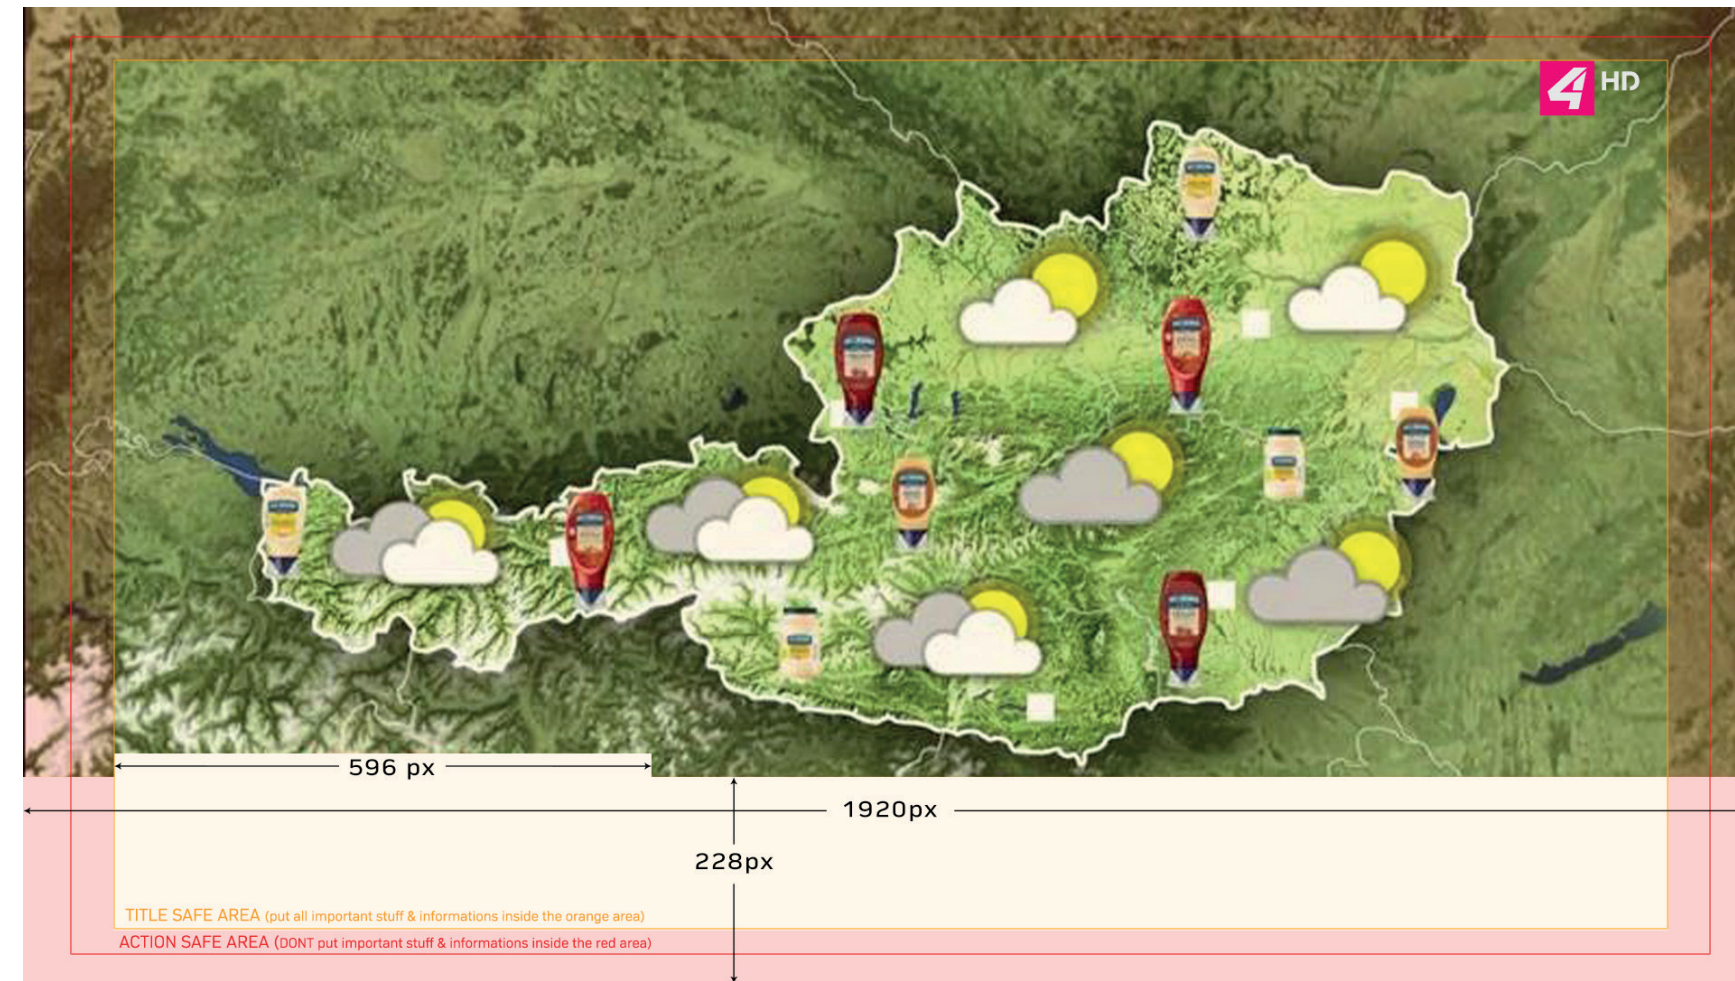 4 HD
596 px
1920px
228px
TITLE SAFE AREA (put all important stuff & informations inside the orange area)
ACTION SAFE AREA (DONT put important stuff & informations inside the red area)